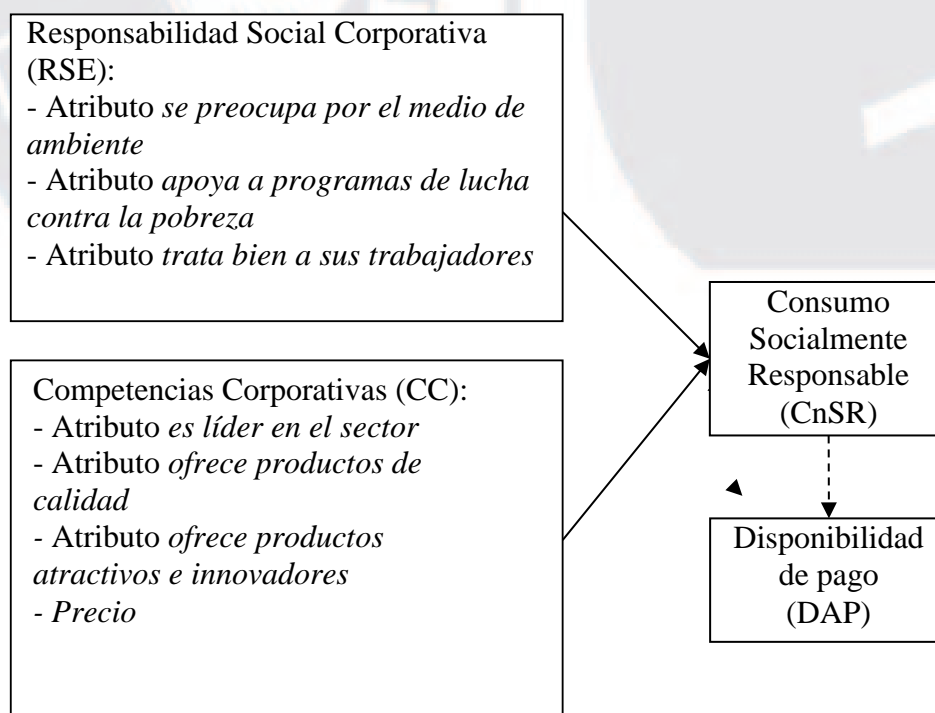 Responsabilidad Social Corporativa
(RSE):
- Atributo se preocupa por el medio de
ambiente
- Atributo apoya a programas de lucha
contra la pobreza
- Atributo trata bien a sus trabajadores
Competencias Corporativas (CC):
- Atributo es líder en el sector
- Atributo ofrece productos de
calidad
- Atributo ofrece productos
atractivos e innovadores
- Precio
Consumo
Socialmente
Responsable
(CnSR)
Disponibilidad
de pago
(DAP)